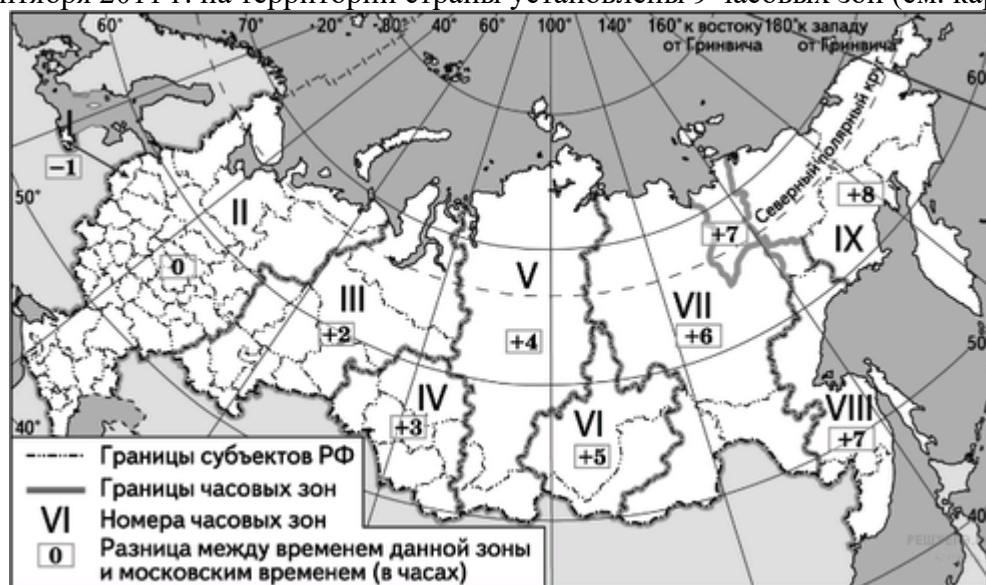 нтября 2011 г. на территории страны установлены 9 часовых зон (см. кар
60° 70° 40° 60° 80° 100° 120° 140° 160° к востоку от Гринвича 180° к западу от Гринвича
60°
Северный полярный круг
I
−1
50°
II
+8
0
+7
IX
V
III
VII
+2
+4
+6
50°
IV
VIII
40°
+3
VI
+7
+5
Границы субъектов РФ
Границы часовых зон
VI Номера часовых зон
40°
0 Разница между временем данной зоны
и московским временем (в часах)